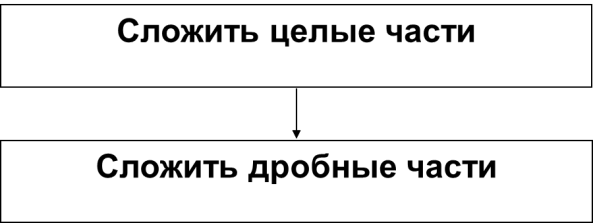 Сложить целые части
Сложить дробные части